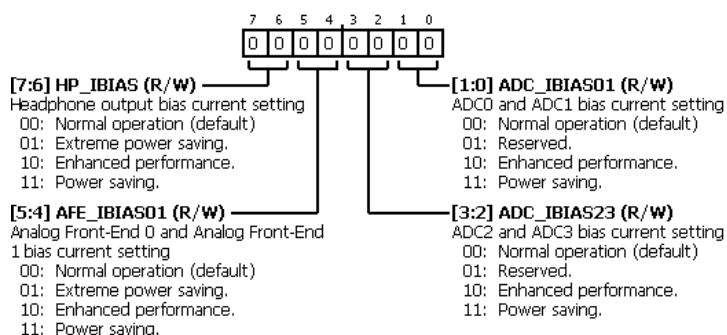 7 6 5 4 3 2 1 0
0 0 0 0 0 0 0 0
[7:6] HP_IBIAS (R/W)
Headphone output bias current setting
00: Normal operation (default)
01: Extreme power saving.
10: Enhanced performance.
11: Power saving.
[5:4] AFE_IBIAS01 (R/W)
Analog Front-End 0 and Analog Front-End
1 bias current setting
00: Normal operation (default)
01: Extreme power saving.
10: Enhanced performance.
11: Power saving.
[1:0] ADC_IBIAS01 (R/W)
ADC0 and ADC1 bias current setting
00: Normal operation (default)
01: Reserved.
10: Enhanced performance.
11: Power saving.
[3:2] ADC_IBIAS23 (R/W)
ADC2 and ADC3 bias current setting
00: Normal operation (default)
01: Reserved.
10: Enhanced performance.
11: Power saving.